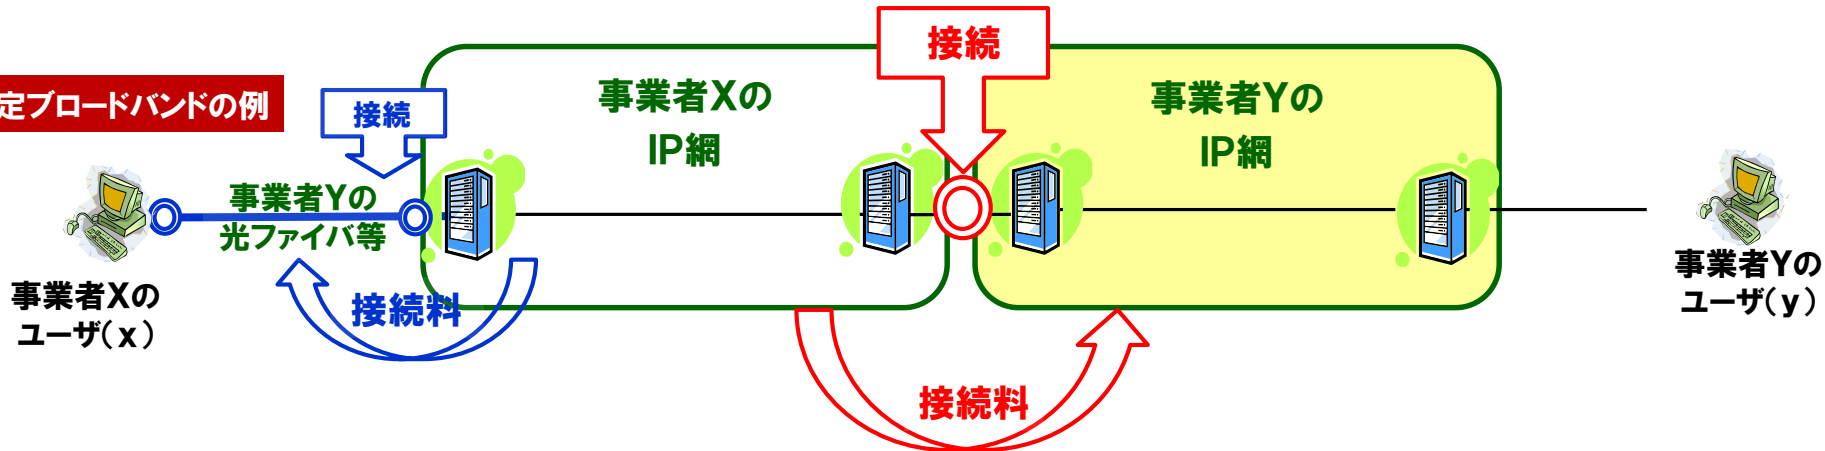 接続
定ブロードバンドの例
接続
事業者Xの
IP網
事業者Yの
IP網
事業者Yの
光ファイバ等
事業者Xの
ユーザ(x)
接続料
接続料
事業者Yの
ユーザ(y)